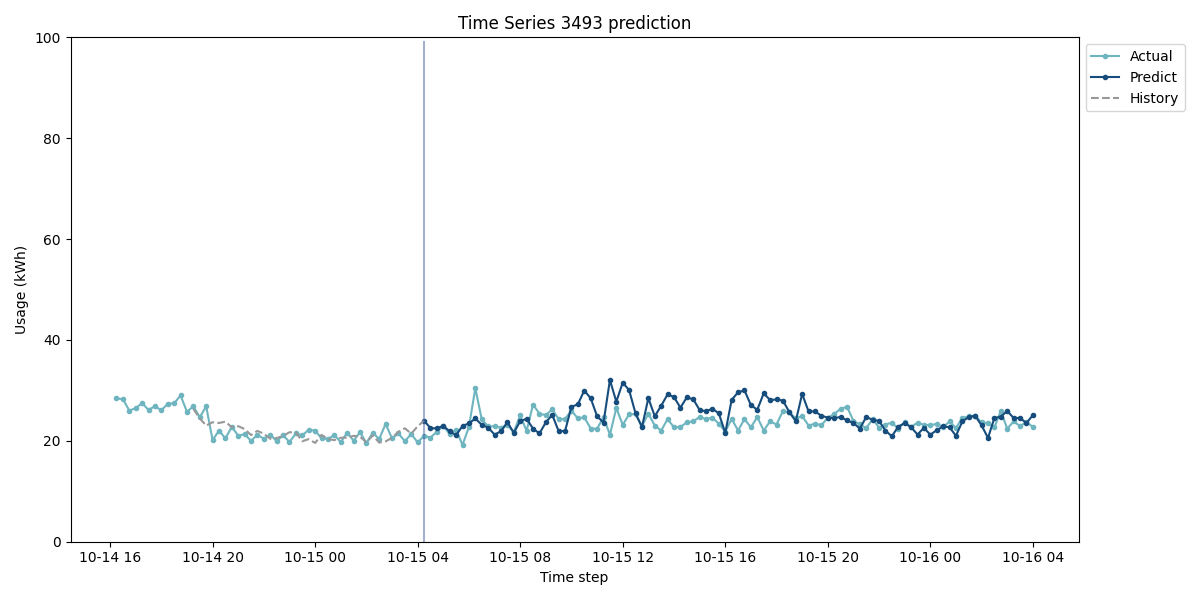 Time Series 3493 prediction
100
80
60
40
20
0
Usage (kWh)
10-14 16
10-14 20
10-15 00
10-15 04
10-15 08
10-15 12
10-15 16
10-15 20
10-16 00
10-16 04
Time step
Actual
Predict
History